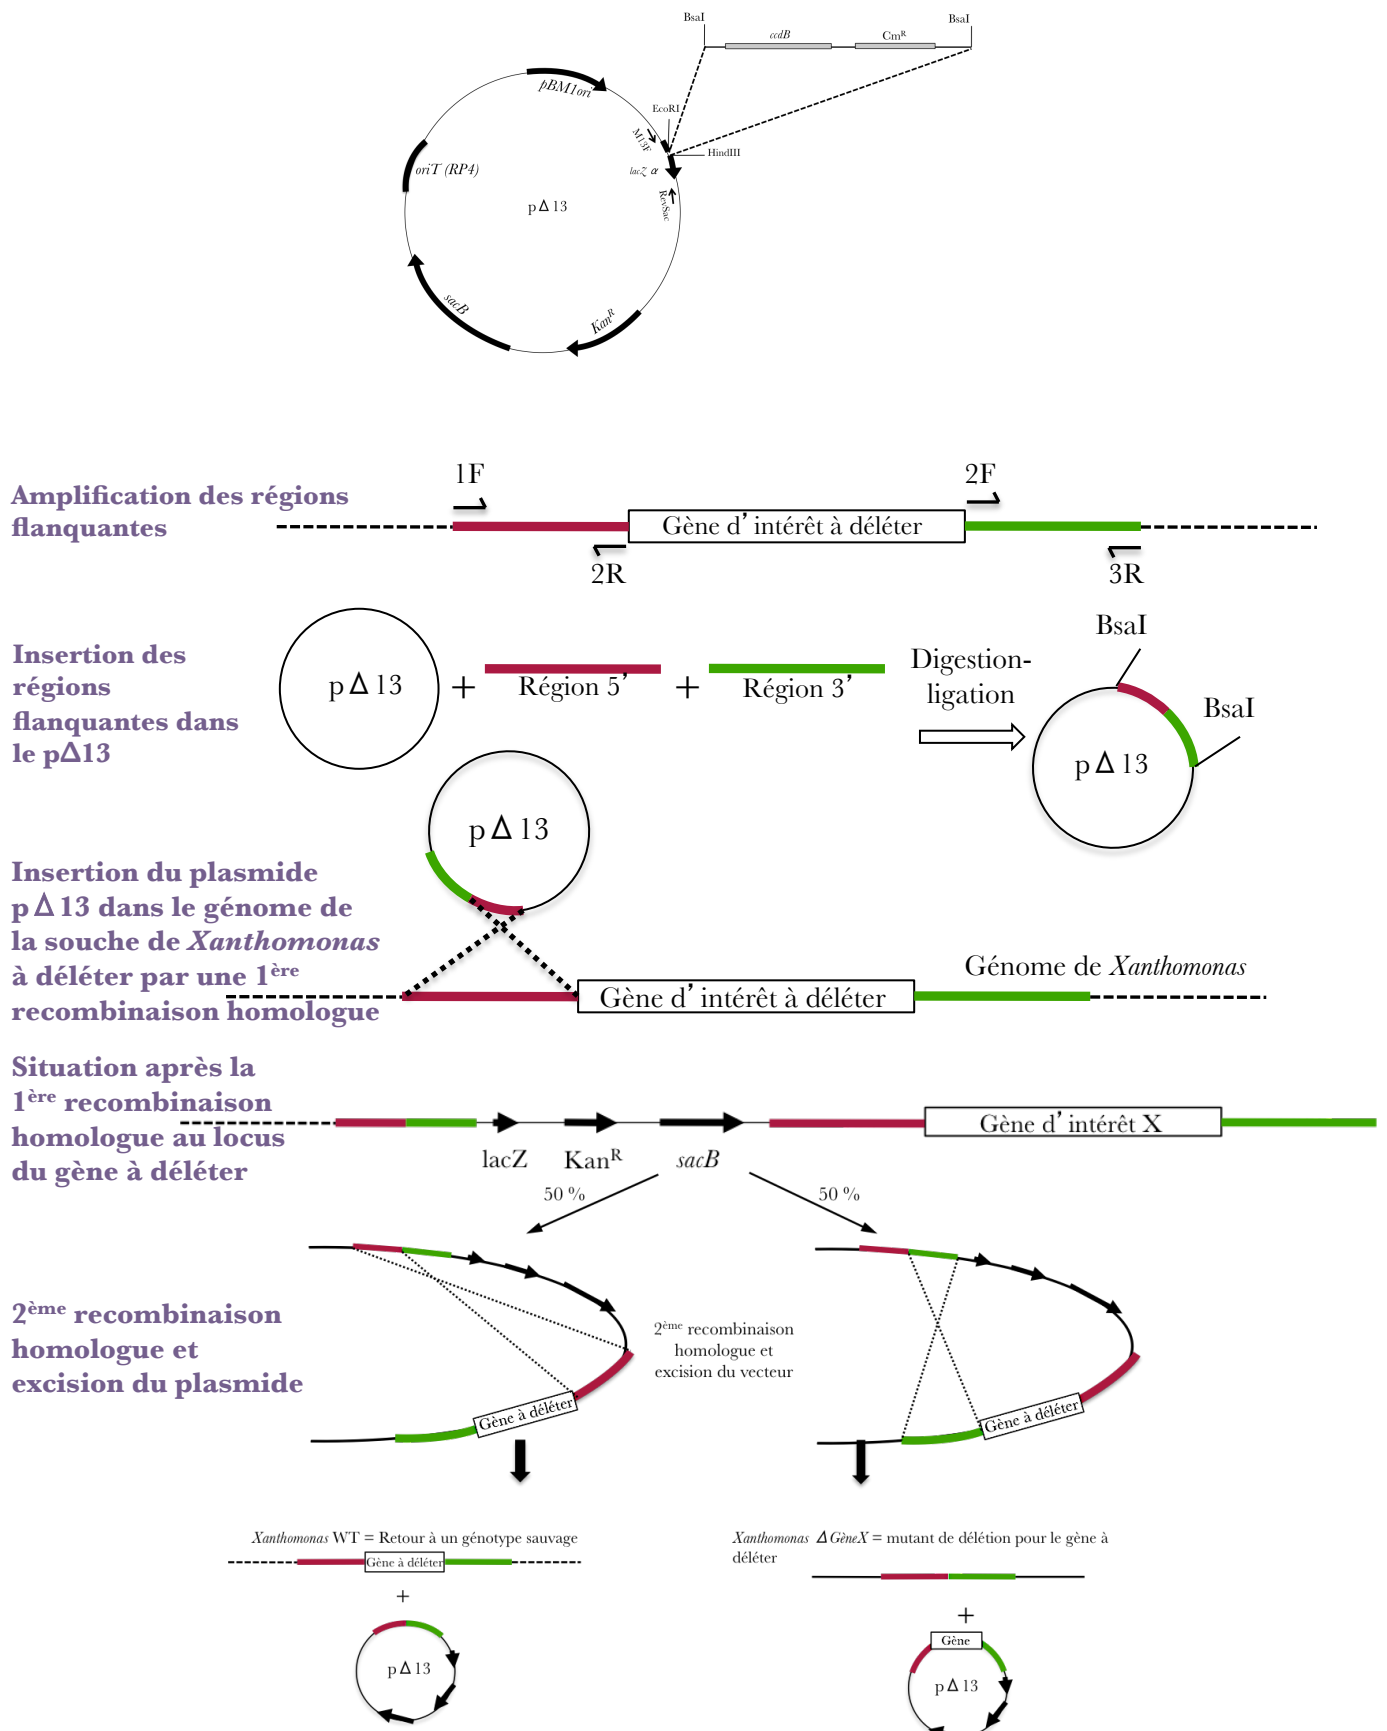 BsaI
BsaI
ccdB
CmR
pBM1ori
EcoRI
M13F
HindIII
oriT (RP4)
lacZ α
pΔ13
RevSac
sacB
KanR
1F
2F
Amplification des régions
flanquantes
Gène d’intérêt à déléter
2R
3R
BsaI
Insertion des
régions
flanquantes dans
le pΔ13
pΔ13
+
Région 5’
+
Région 3’
Digestion-
ligation
BsaI
pΔ13
pΔ13
Insertion du plasmide
pΔ13 dans le génome de
la souche de Xanthomonas
à déléter par une 1ère
recombinaison homologue
Génome de Xanthomonas
Gène d’intérêt à déléter
Situation après la
1ère recombinaison
homologue au locus
du gène à déléter
Gène d’intérêt X
lacZ
KanR
sacB
50 %
50 %
2ème recombinaison
homologue et
excision du plasmide
2ème recombinaison
homologue et
excision du vecteur
Gène à déléter
Gène à déléter
Xanthomonas WT = Retour à un génotype sauvage
Gène à déléter
+
pΔ13
Xanthomonas ΔGèneX = mutant de délétion pour le gène à
déléter
+
Gène
pΔ13